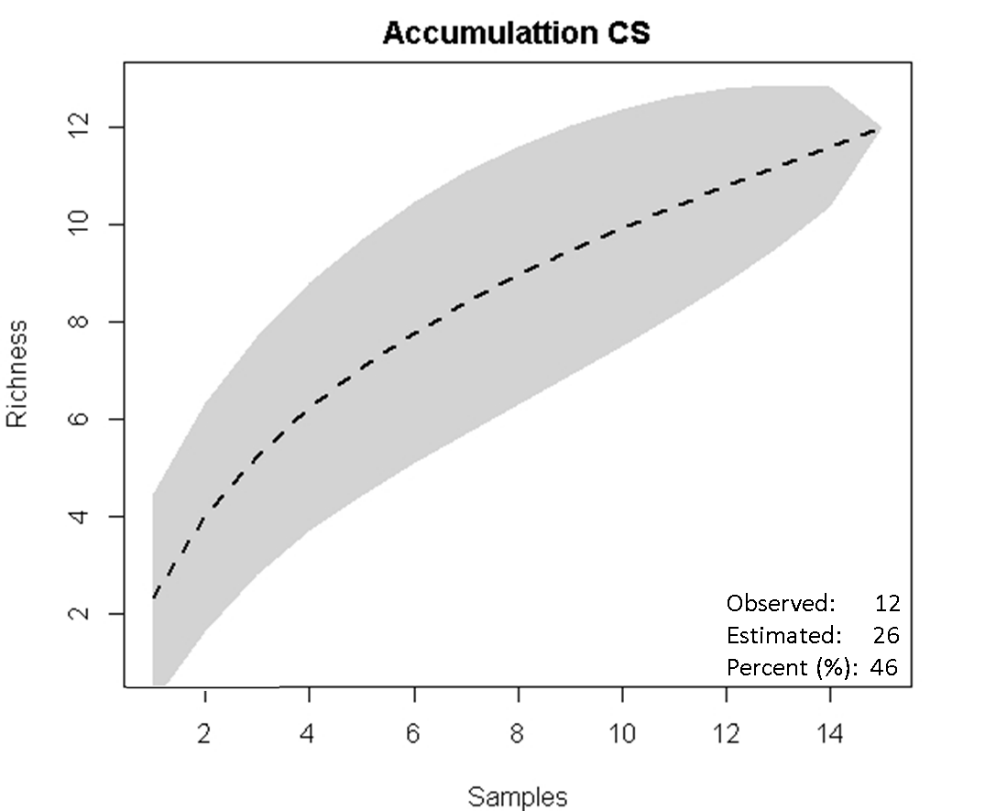 Accumulattion CS
Richness
12
10
8
6
4
2
Observed: 12
Estimated: 26
Percent (%): 46
2 4 6 8 10 12 14
Samples